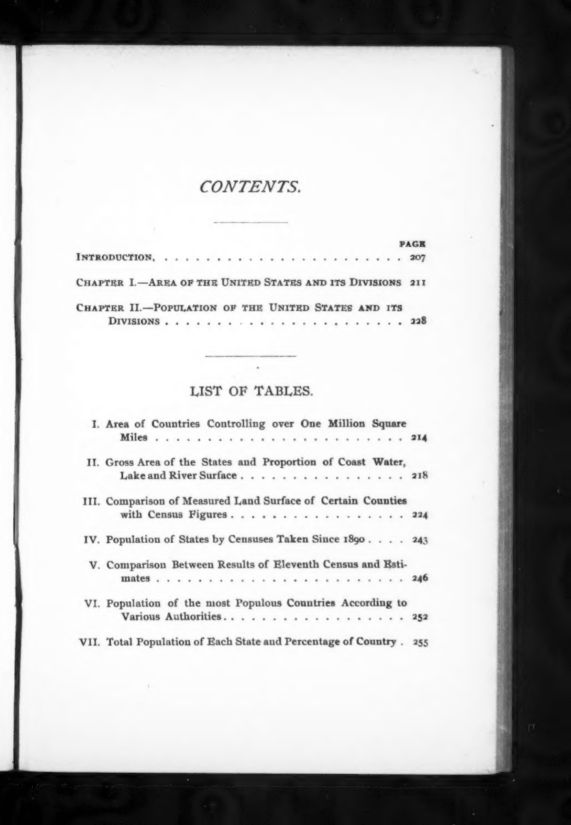 CONTENTS.
PAGE
INTRODUCTION, . . . . . . . . . . . . . . . . . . . . . . . 207
CHAPTER I.—AREA OF THE UNITED STATES AND ITS DIVISIONS 211
CHAPTER II.—POPULATION OF THE UNITED STATES AND ITS
DIVISIONS . . . . . . . . . . . . . . . . . . . . . . . 228
LIST OF TABLES.
I. Area of Countries Controlling over One Million Square
Miles . . . . . . . . . . . . . . . . . . . . . . . . 214
II. Gross Area of the States and Proportion of Coast Water,
Lake and River Surface . . . . . . . . . . . . . . . . 218
III. Comparison of Measured Land Surface of Certain Counties
with Census Figures . . . . . . . . . . . . . . . . . 224
IV. Population of States by Censuses Taken Since 1890 . . . . 243
V. Comparison Between Results of Eleventh Census and Esti-
mates . . . . . . . . . . . . . . . . . . . . . . . . 246
VI. Population of the most Populous Countries According to
Various Authorities . . . . . . . . . . . . . . . . . . 252
VII. Total Population of Each State and Percentage of Country . 255